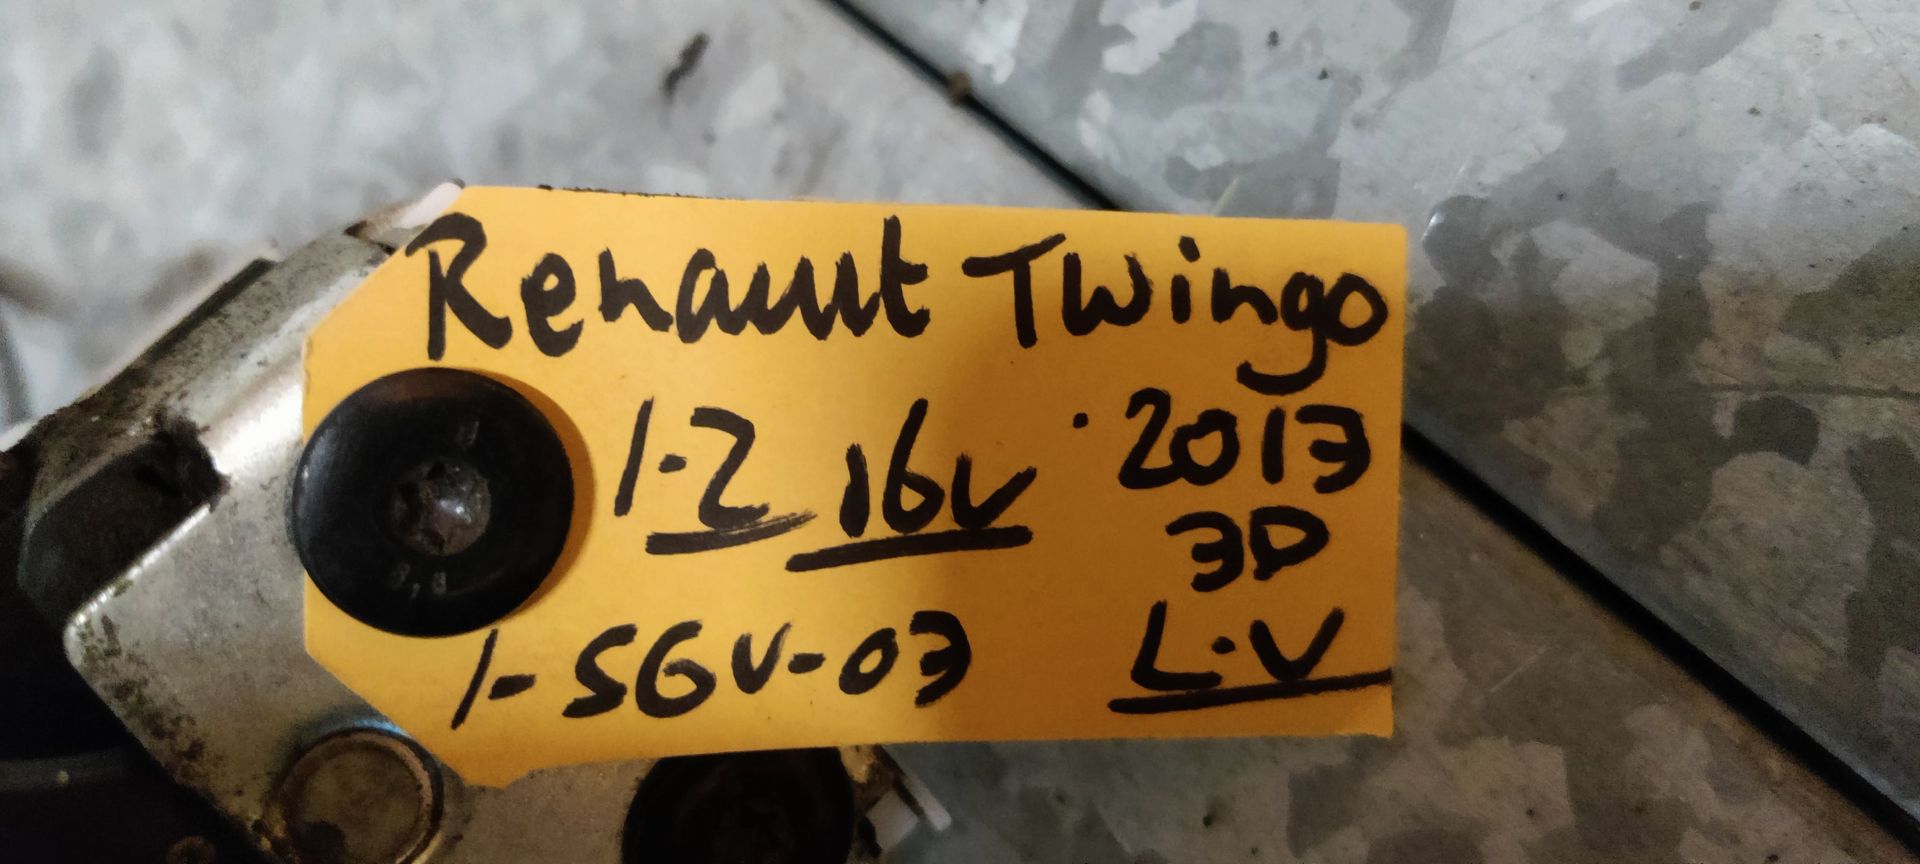 Renault Twingo
1-2 16V · 2013
3D
1-SGV-03 L·V